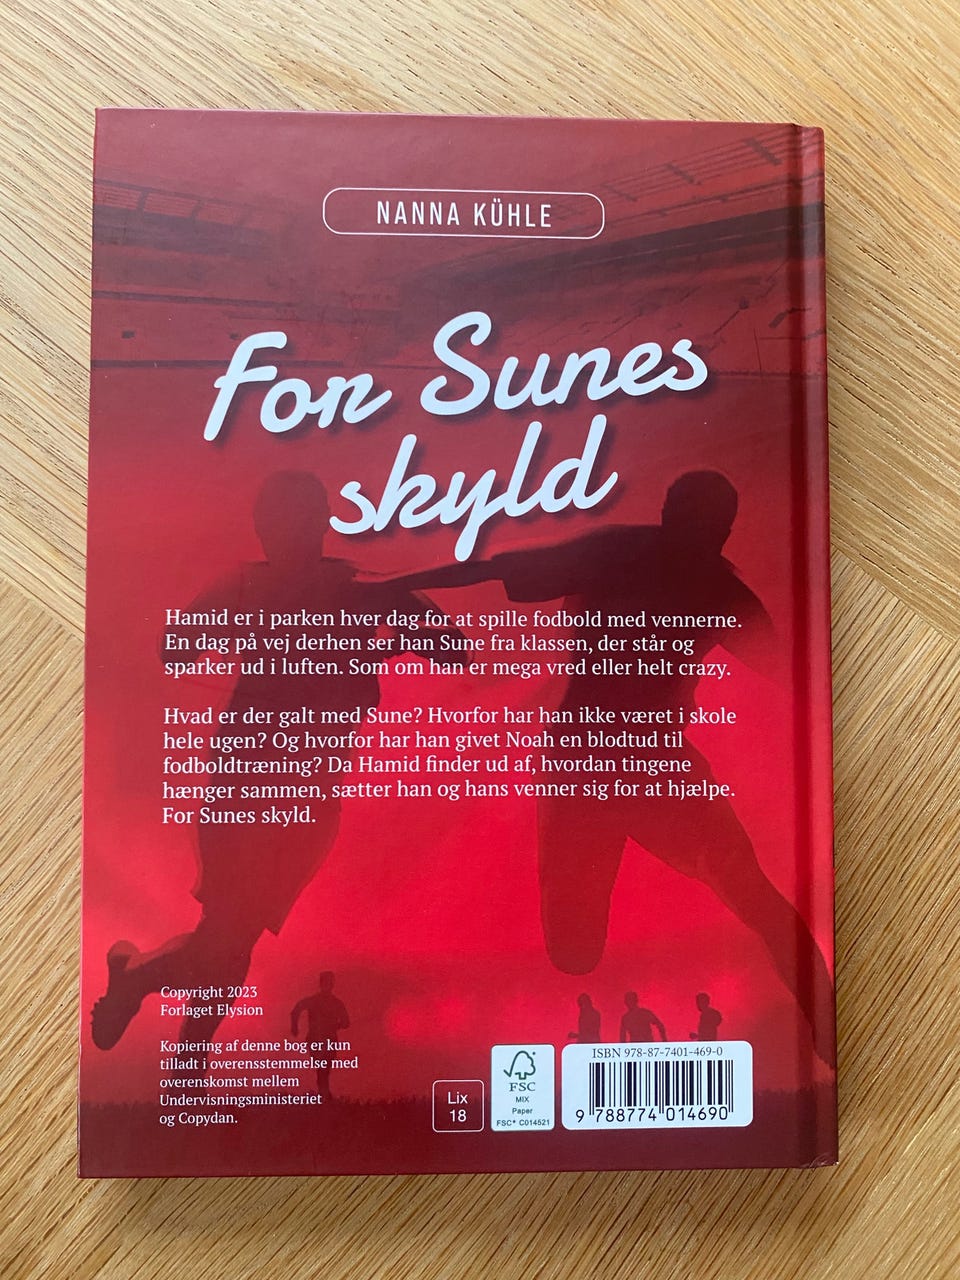 NANNA KÜHLE
For Sunes
skyld
Hamid er i parken hver dag for at spille fodbold med vennerne.
En dag på vej derhen ser han Sune fra klassen, der står og
sparker ud i luften. Som om han er mega vred eller helt crazy.
Hvad er der galt med Sune? Hvorfor har han ikke været i skole
hele ugen? Og hvorfor har han givet Noah en blodtud til
fodboldtræning? Da Hamid finder ud af, hvordan tingene
hænger sammen, sætter han og hans venner sig for at hjælpe.
For Sunes skyld.
Copyright 2023
Forlaget Elysion
Kopiering af denne bog er kun
tilladt i overensstemmelse med
overenskomst mellem
Undervisningsministeriet
og Copydan.
Lix
18
FSC
MIX
Paper
FSC® C014521
ISBN 978-87-7401-469-0
9 788774 014690